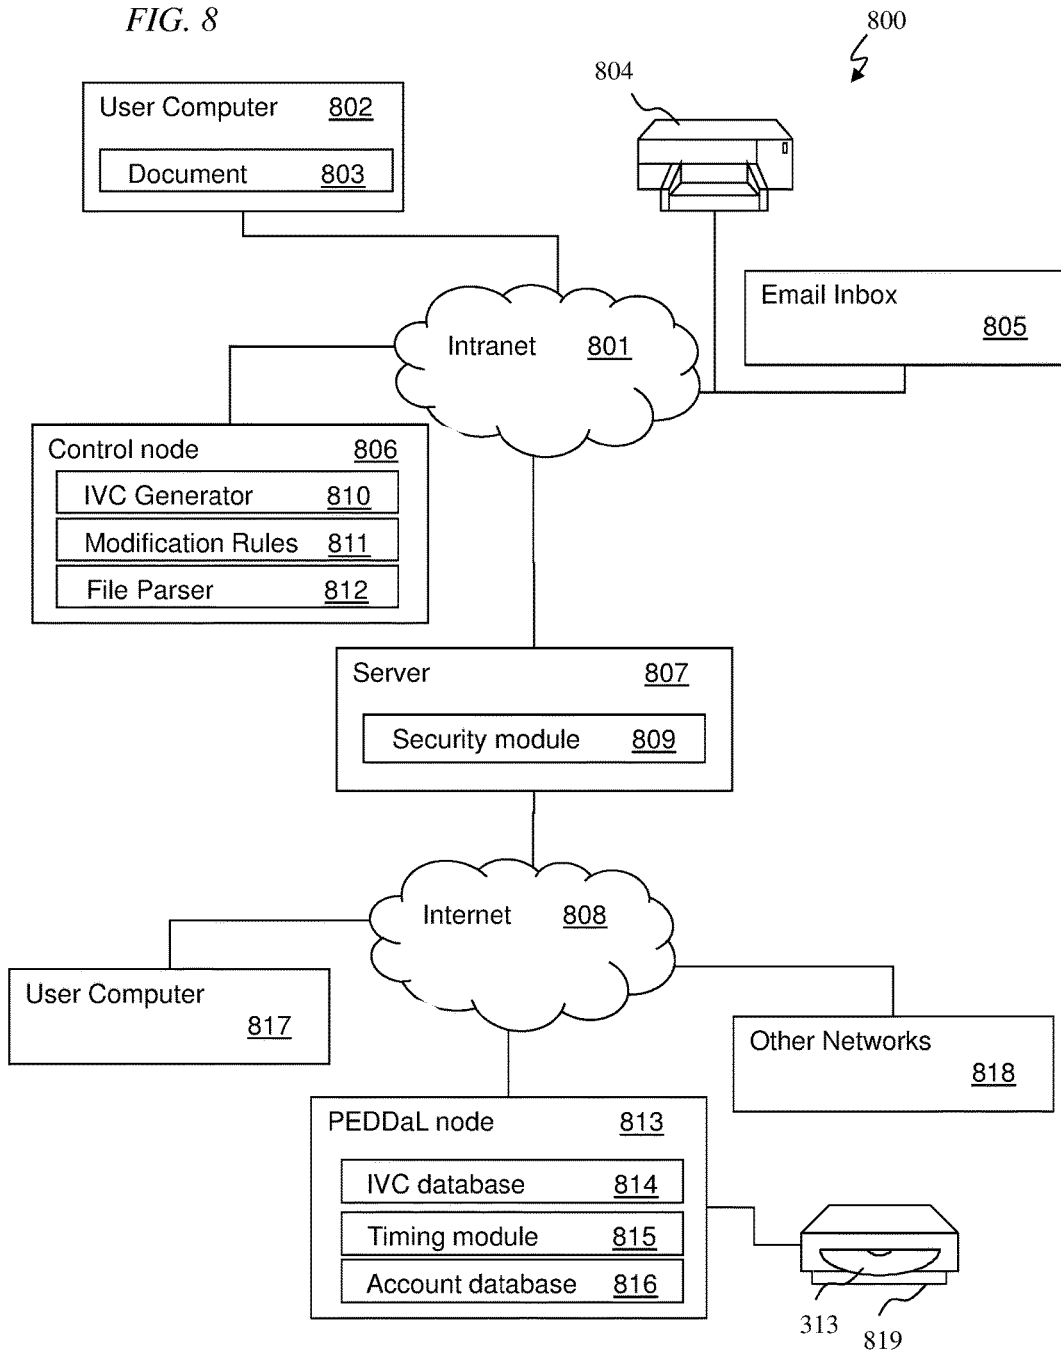 FIG. 8
800
804
User Computer 802
Document 803
Email Inbox
805
Intranet 801
Control node 806
IVC Generator 810
Modification Rules 811
File Parser 812
Server 807
Security module 809
Internet 808
User Computer
817
Other Networks
818
PEDDaL node 813
IVC database 814
Timing module 815
Account database 816
313
819